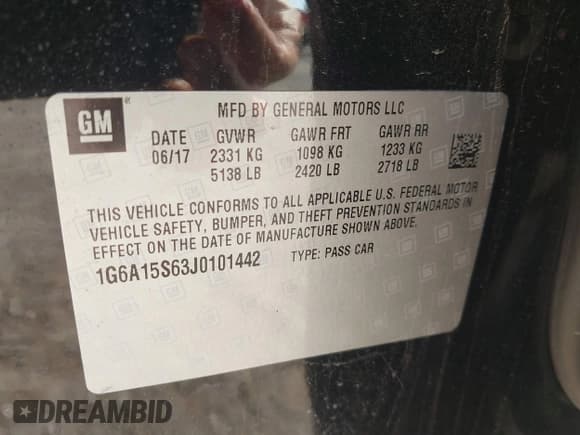 GM
MFD BY GENERAL MOTORS LLC
DATE GVWR GAWR FRT GAWR RR
06/17 2331 KG 1098 KG 1233 KG
5138 LB 2420 LB 2718 LB
THIS VEHICLE CONFORMS TO ALL APPLICABLE U.S. FEDERAL MOTOR
VEHICLE SAFETY, BUMPER, AND THEFT PREVENTION STANDARDS IN
EFFECT ON THE DATE OF MANUFACTURE SHOWN ABOVE.
1G6A15S63J0101442 TYPE: PASS CAR
DREAMBID